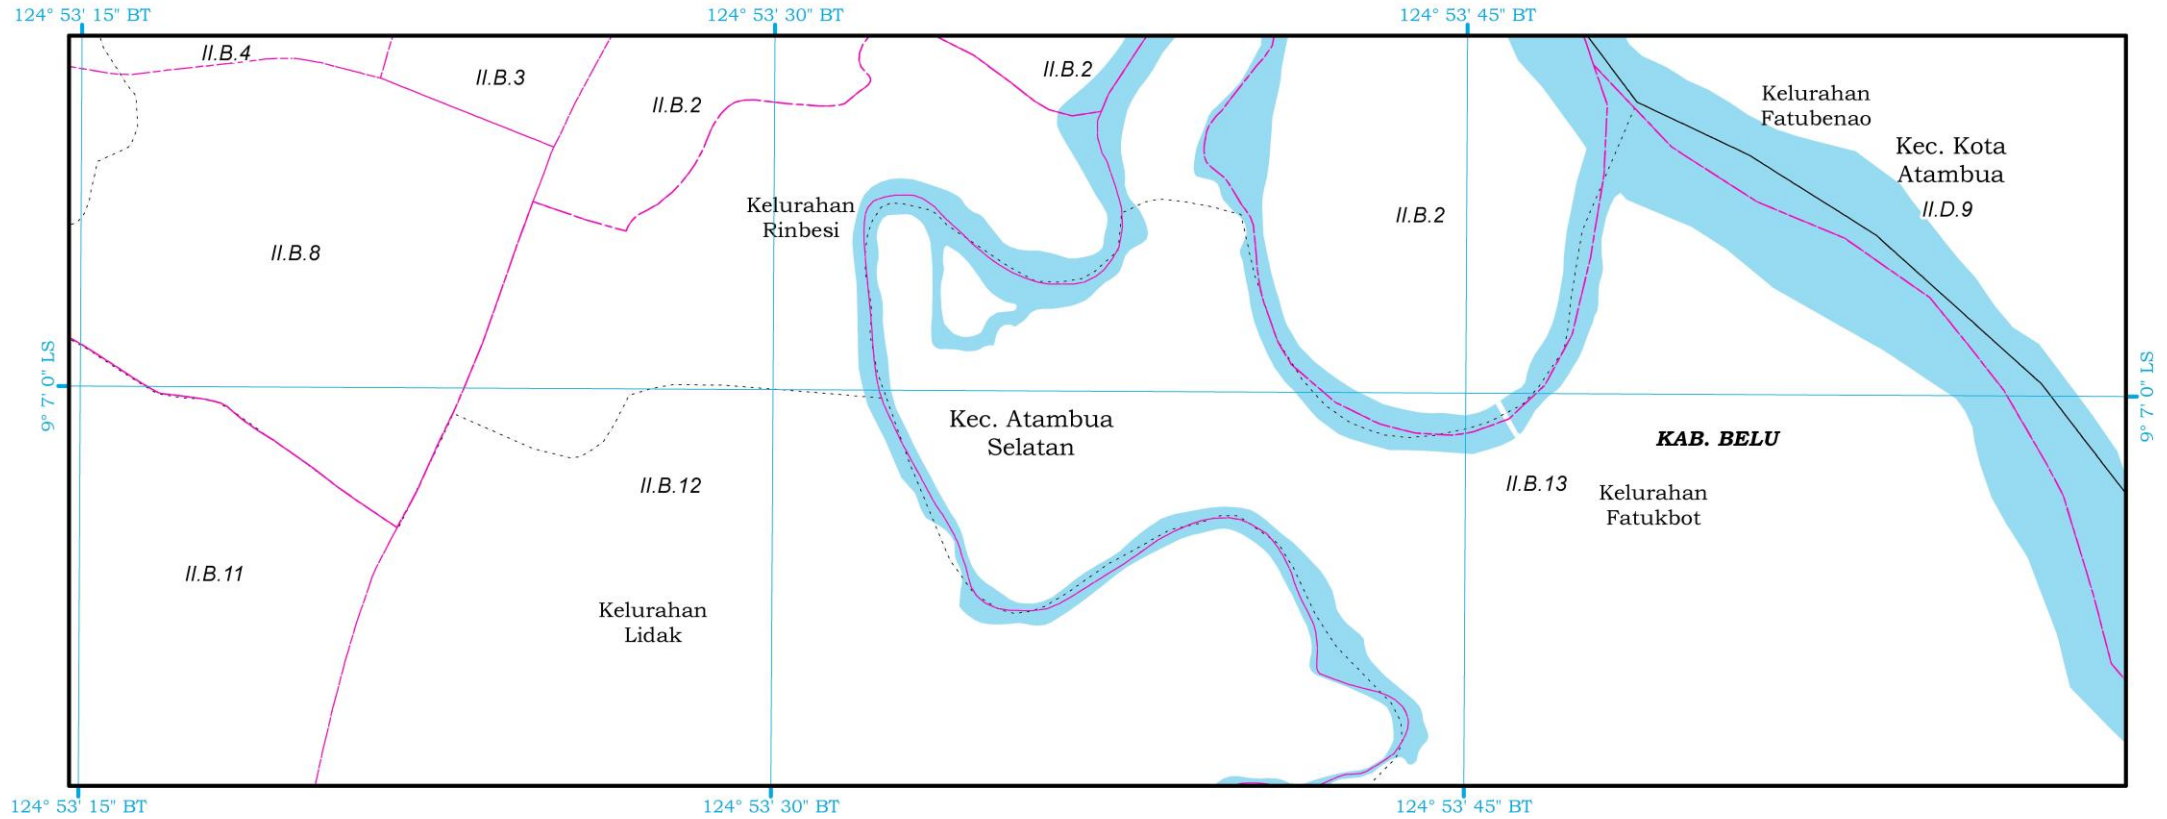 124° 53' 15" BT
124° 53' 30" BT
124° 53' 45" BT
II.B.4
II.B.3
II.B.2
II.B.2
Kelurahan
Fatubenao
Kec. Kota
Atambua
II.D.9
Kelurahan
Rinbesi
II.B.2
II.B.8
9° 7' 0" LS
9° 7' 0" LS
Kec. Atambua
Selatan
KAB. BELU
II.B.12
II.B.13
Kelurahan
Fatukbot
II.B.11
Kelurahan
Lidak
124° 53' 15" BT
124° 53' 30" BT
124° 53' 45" BT